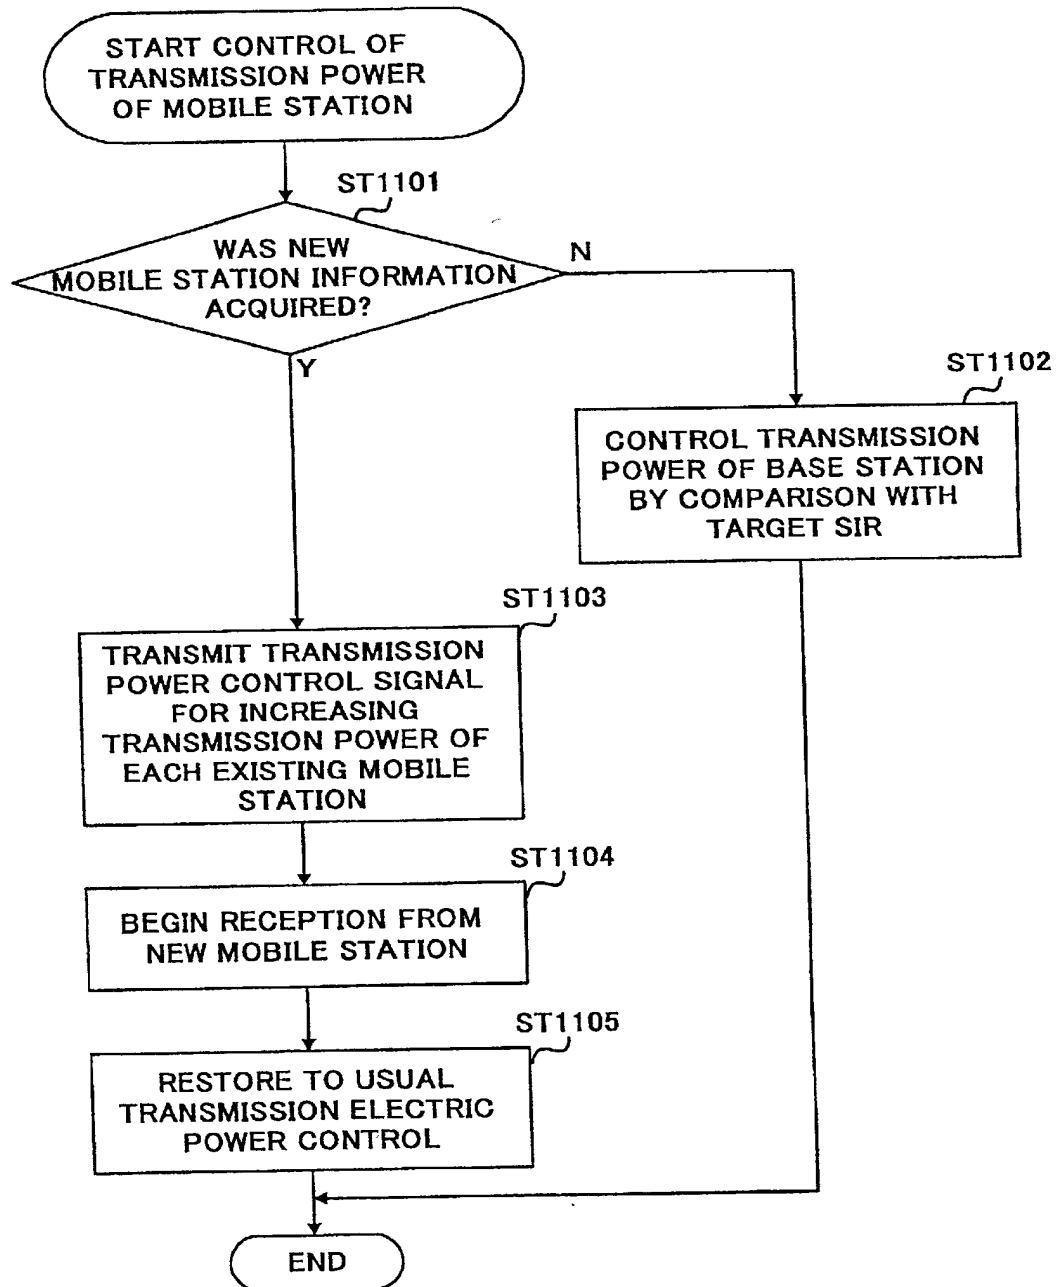 START CONTROL OF
TRANSMISSION POWER
OF MOBILE STATION
ST1101
WAS NEW
MOBILE STATION INFORMATION
ACQUIRED?
N
Y
ST1102
CONTROL TRANSMISSION
POWER OF BASE STATION
BY COMPARISON WITH
TARGET SIR
ST1103
TRANSMIT TRANSMISSION
POWER CONTROL SIGNAL
FOR INCREASING
TRANSMISSION POWER OF
EACH EXISTING MOBILE
STATION
ST1104
BEGIN RECEPTION FROM
NEW MOBILE STATION
ST1105
RESTORE TO USUAL
TRANSMISSION ELECTRIC
POWER CONTROL
END